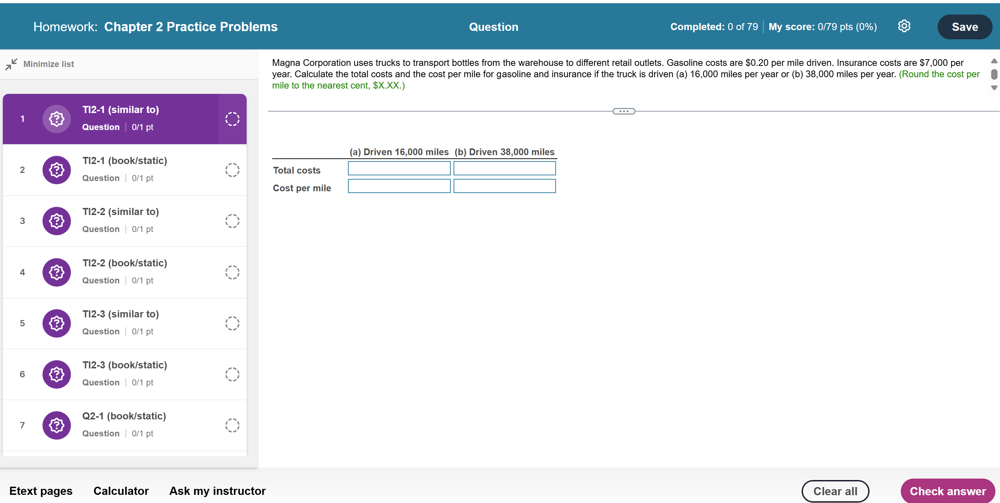 Homework: Chapter 2 Practice Problems
Question
Completed: 0 of 79
My score: 0/79 pts (0%)
Save
Minimize list
1
TI2-1 (similar to)
Question 0/1 pt
2
TI2-1 (book/static)
Question 0/1 pt
3
TI2-2 (similar to)
Question 0/1 pt
4
TI2-2 (book/static)
Question 0/1 pt
5
TI2-3 (similar to)
Question 0/1 pt
6
TI2-3 (book/static)
Question 0/1 pt
7
Q2-1 (book/static)
Question 0/1 pt
Magna Corporation uses trucks to transport bottles from the warehouse to different retail outlets. Gasoline costs are $0.20 per mile driven. Insurance costs are $7,000 per
year. Calculate the total costs and the cost per mile for gasoline and insurance if the truck is driven (a) 16,000 miles per year or (b) 38,000 miles per year. (Round the cost per
mile to the nearest cent, $X.XX.)
(a) Driven 16,000 miles (b) Driven 38,000 miles
Total costs
Cost per mile
Etext pages
Calculator
Ask my instructor
Clear all
Check answer